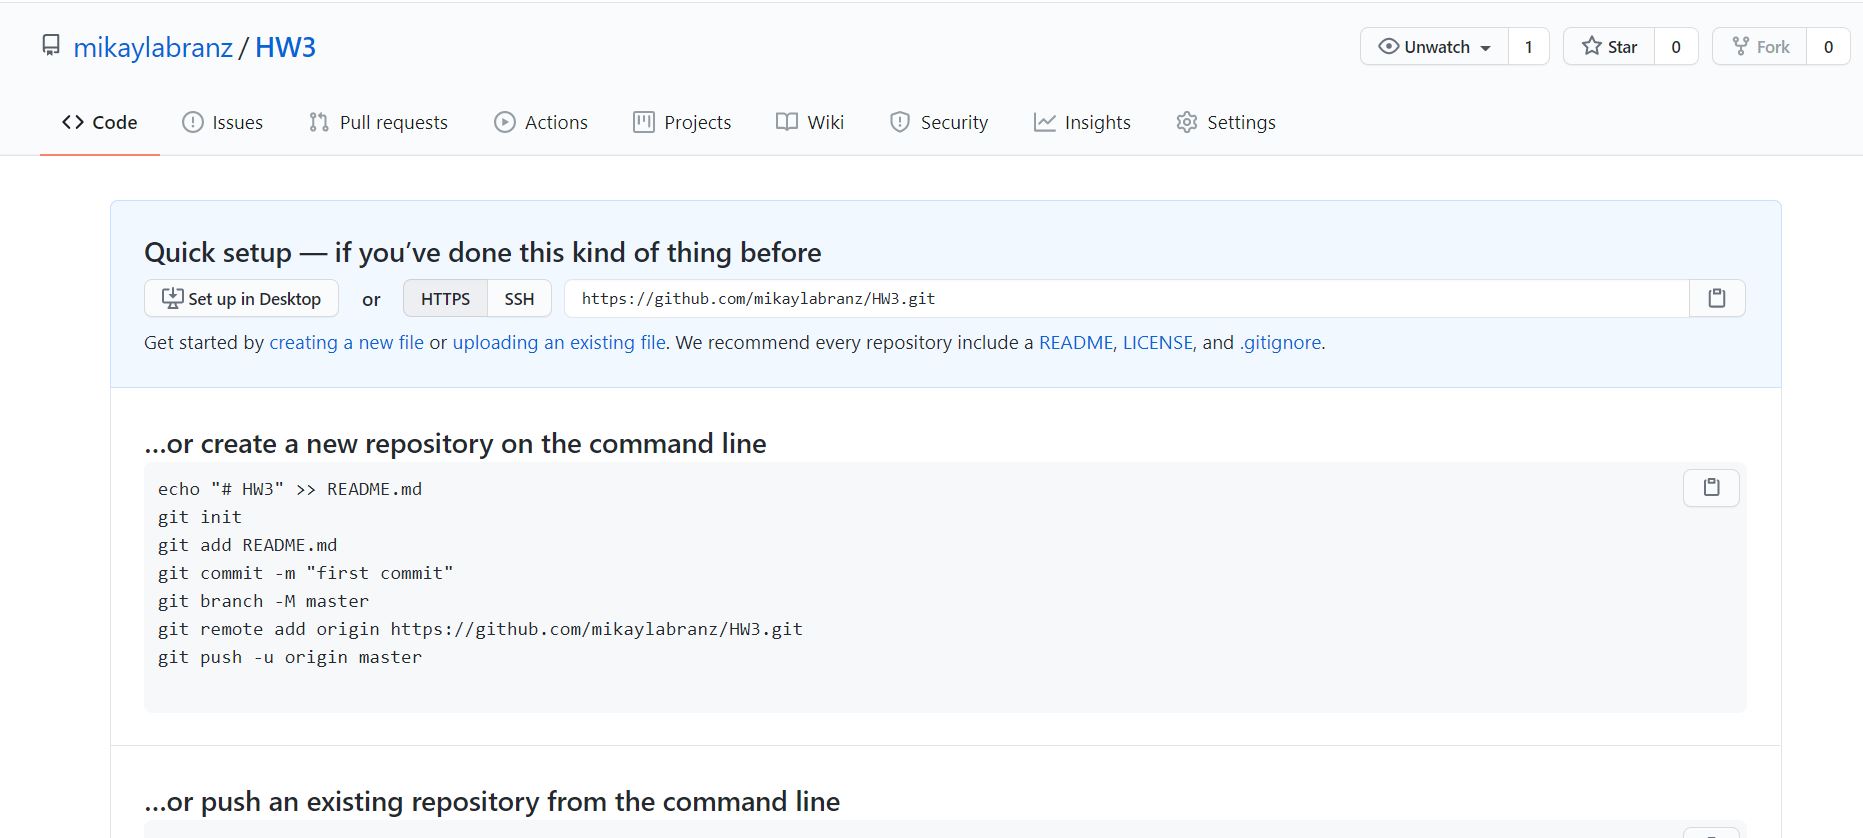 mikaylabranz / HW3
Unwatch 1 Star 0 Fork 0
Code Issues Pull requests Actions Projects Wiki Security Insights Settings
Quick setup — if you’ve done this kind of thing before
Set up in Desktop or HTTPS SSH https://github.com/mikaylabranz/HW3.git
Get started by creating a new file or uploading an existing file. We recommend every repository include a README, LICENSE, and .gitignore.
…or create a new repository on the command line
echo "# HW3" >> README.md
git init
git add README.md
git commit -m "first commit"
git branch -M master
git remote add origin https://github.com/mikaylabranz/HW3.git
git push -u origin master
…or push an existing repository from the command line